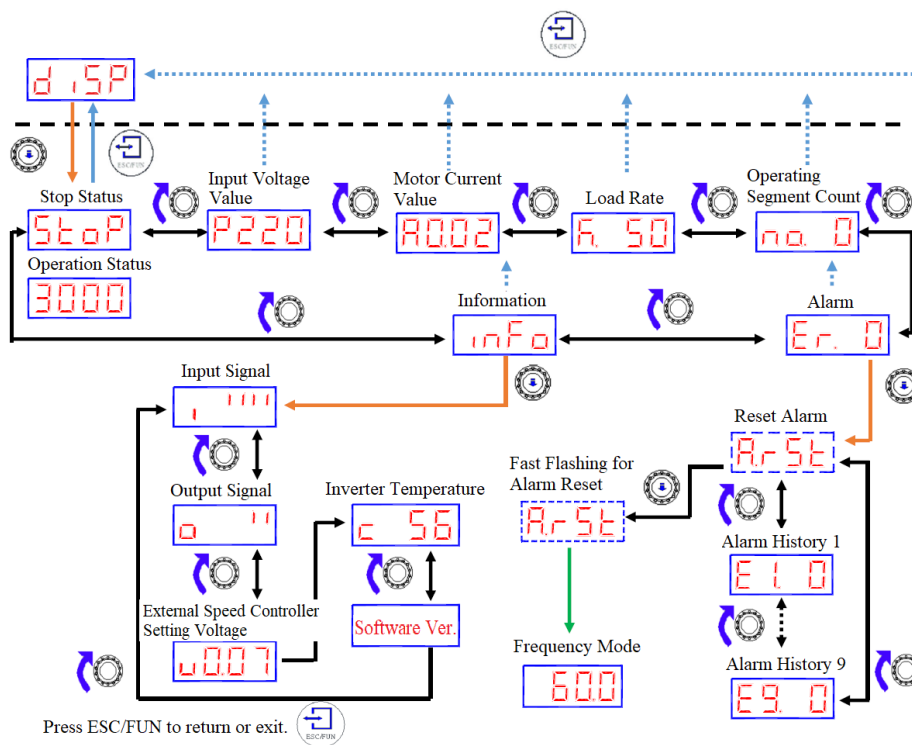 ESC/FUN
d iSP
ESC/FUN
Stop Status
Input Voltage
Value
Motor Current
Value
Load Rate
Operating
Segment Count
StoP
P220
A0.02
no. 0
Operation Status
3000
Information
Alarm
inFo
Er. 0
Input Signal
Reset Alarm
A.rSt
Fast Flashing for
Alarm Reset
A.rSt
Output Signal
Inverter Temperature
c 56
Alarm History 1
E1. 0
External Speed Controller
Setting Voltage
u0.07
Software Ver.
Frequency Mode
60.0
Alarm History 9
E9. 0
Press ESC/FUN to return or exit.
ESC/FUN